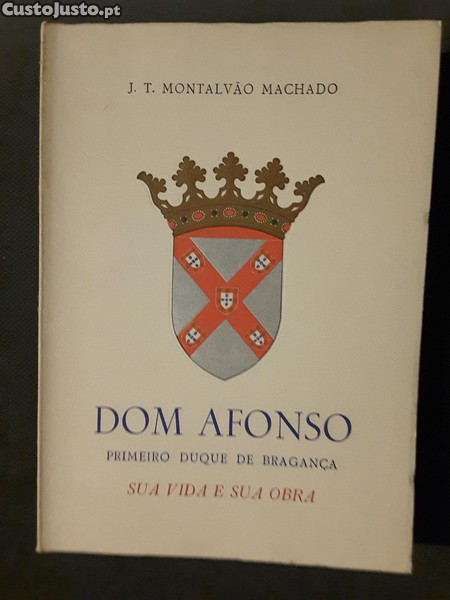 CustoJusto.pt
J. T. MONTALVÃO MACHADO
DOM AFONSO
PRIMEIRO DUQUE DE BRAGANÇA
SUA VIDA E SUA OBRA